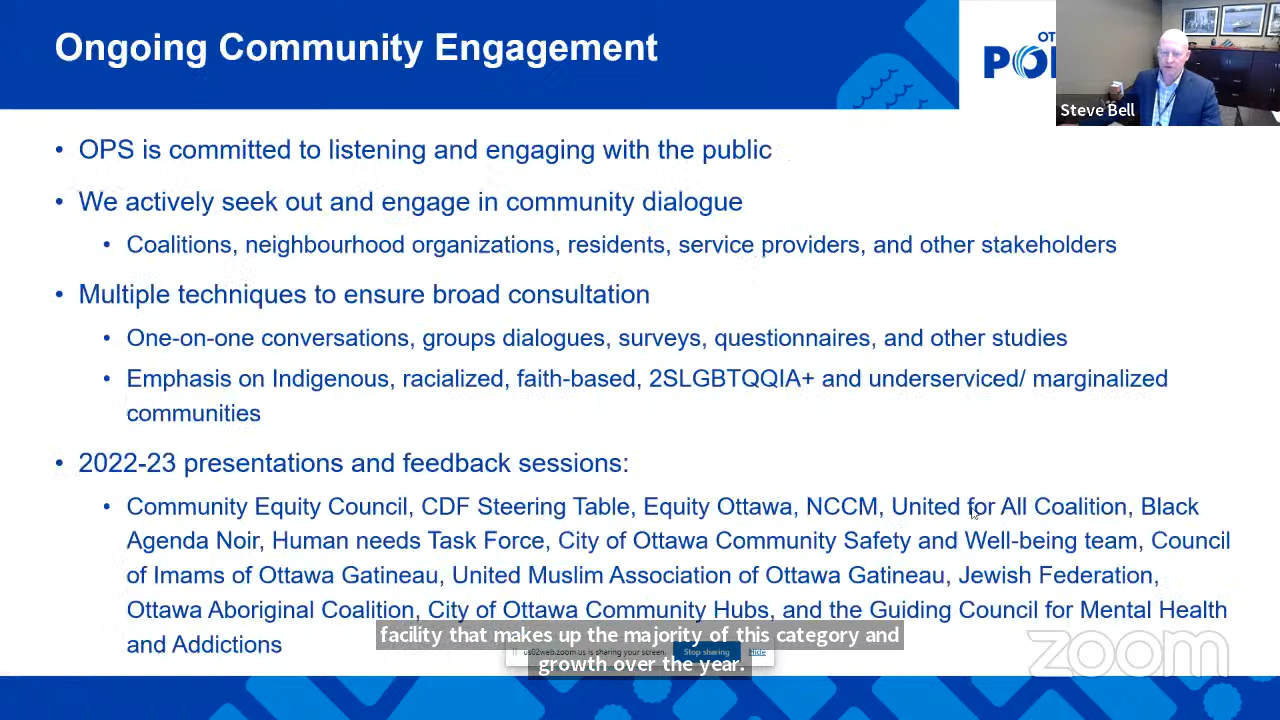 Ongoing Community Engagement
Steve Bell
• OPS is committed to listening and engaging with the public
• We actively seek out and engage in community dialogue
• Coalitions, neighbourhood organizations, residents, service providers, and other stakeholders
• Multiple techniques to ensure broad consultation
• One-on-one conversations, groups dialogues, surveys, questionnaires, and other studies
• Emphasis on Indigenous, racialized, faith-based, 2SLGBTQQIA+ and underserviced/ marginalized
communities
• 2022-23 presentations and feedback sessions:
• Community Equity Council, CDF Steering Table, Equity Ottawa, NCCM, United for All Coalition, Black
Agenda Noir, Human needs Task Force, City of Ottawa Community Safety and Well-being team, Council
of Imams of Ottawa Gatineau, United Muslim Association of Ottawa Gatineau, Jewish Federation,
Ottawa Aboriginal Coalition, City of Ottawa Community Hubs, and the Guiding Council for Mental Health
and Addictions
facility that makes up the majority of this category and
us02web.zoom.us is sharing your screen. Stop sharing Hide
growth over the year.
zoom